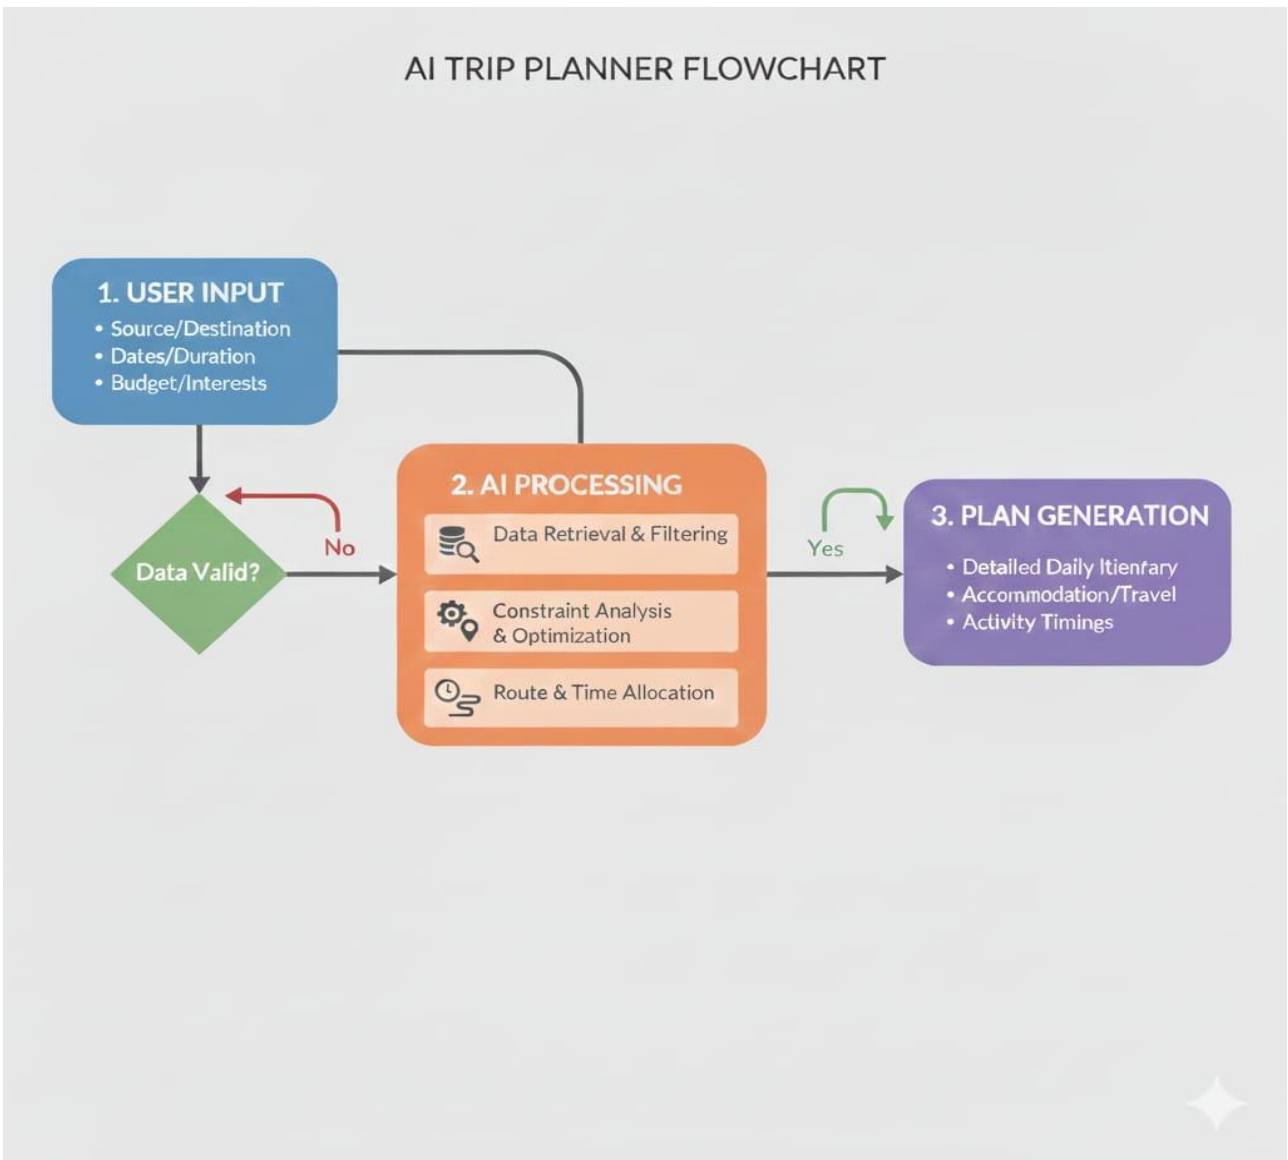 AI TRIP PLANNER FLOWCHART
1. USER INPUT
• Source/Destination
• Dates/Duration
• Budget/Interests
Data Valid?
No
2. AI PROCESSING
Data Retrieval & Filtering
Constraint Analysis
& Optimization
Route & Time Allocation
Yes
3. PLAN GENERATION
• Detailed Daily Itienfary
• Accommodation/Travel
• Activity Timings